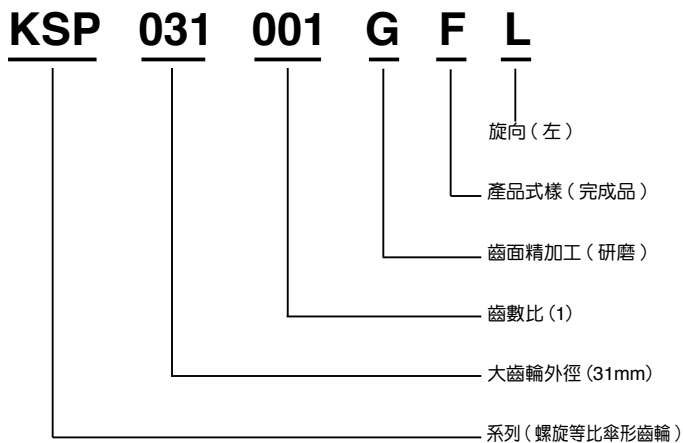 KSP 031 001 G F L
旋向 ( 左 )
產品式樣 ( 完成品 )
齒面精加工 ( 研磨 )
齒數比 (1)
大齒輪外徑 (31mm)
系列 ( 螺旋等比傘形齒輪 )